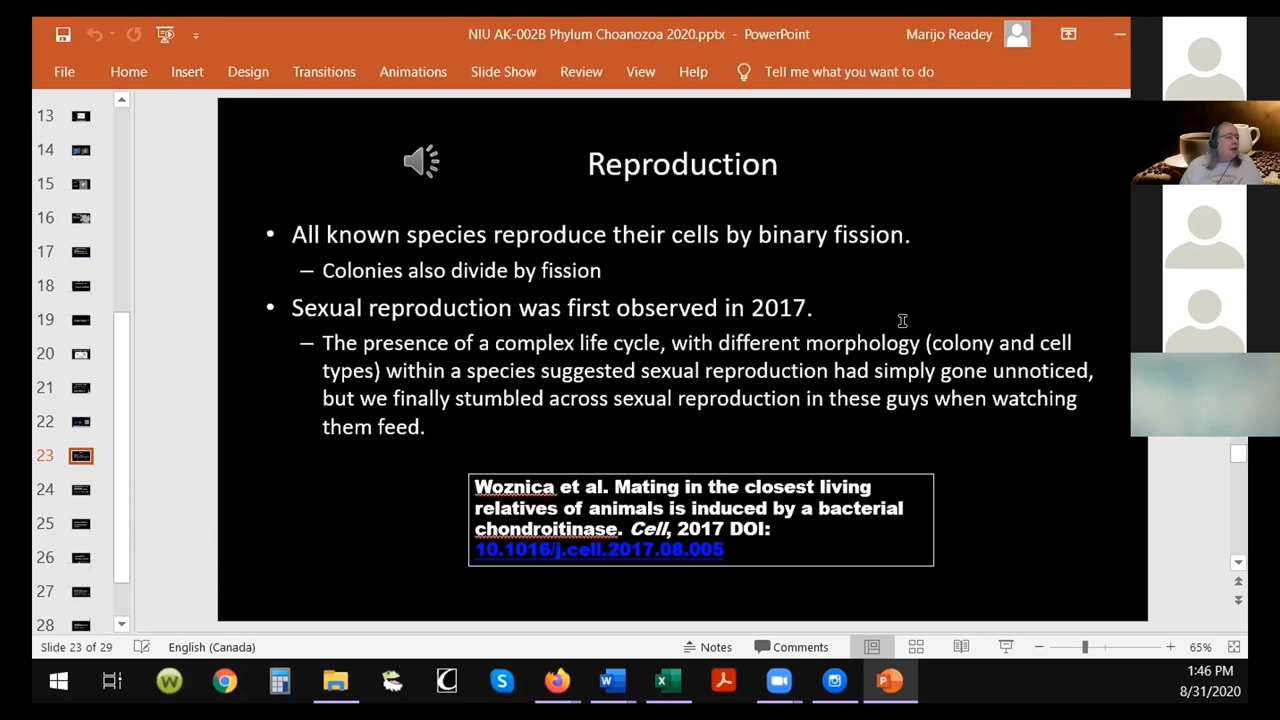 NIU AK-002B Phylum Choanozoa 2020.pptx - PowerPoint
Marijo Readey
File Home Insert Design Transitions Animations Slide Show Review View Help Tell me what you want to do
13
14
15
16
17
18
19
20
21
22
23
24
25
26
27
28
Reproduction
• All known species reproduce their cells by binary fission.
– Colonies also divide by fission
• Sexual reproduction was first observed in 2017.
– The presence of a complex life cycle, with different morphology (colony and cell
types) within a species suggested sexual reproduction had simply gone unnoticed,
but we finally stumbled across sexual reproduction in these guys when watching
them feed.
Woznica et al. Mating in the closest living
relatives of animals is induced by a bacterial
chondroitinase. Cell, 2017 DOI:
10.1016/j.cell.2017.08.005
Slide 23 of 29 English (Canada) Notes Comments 65%
1:46 PM
8/31/2020